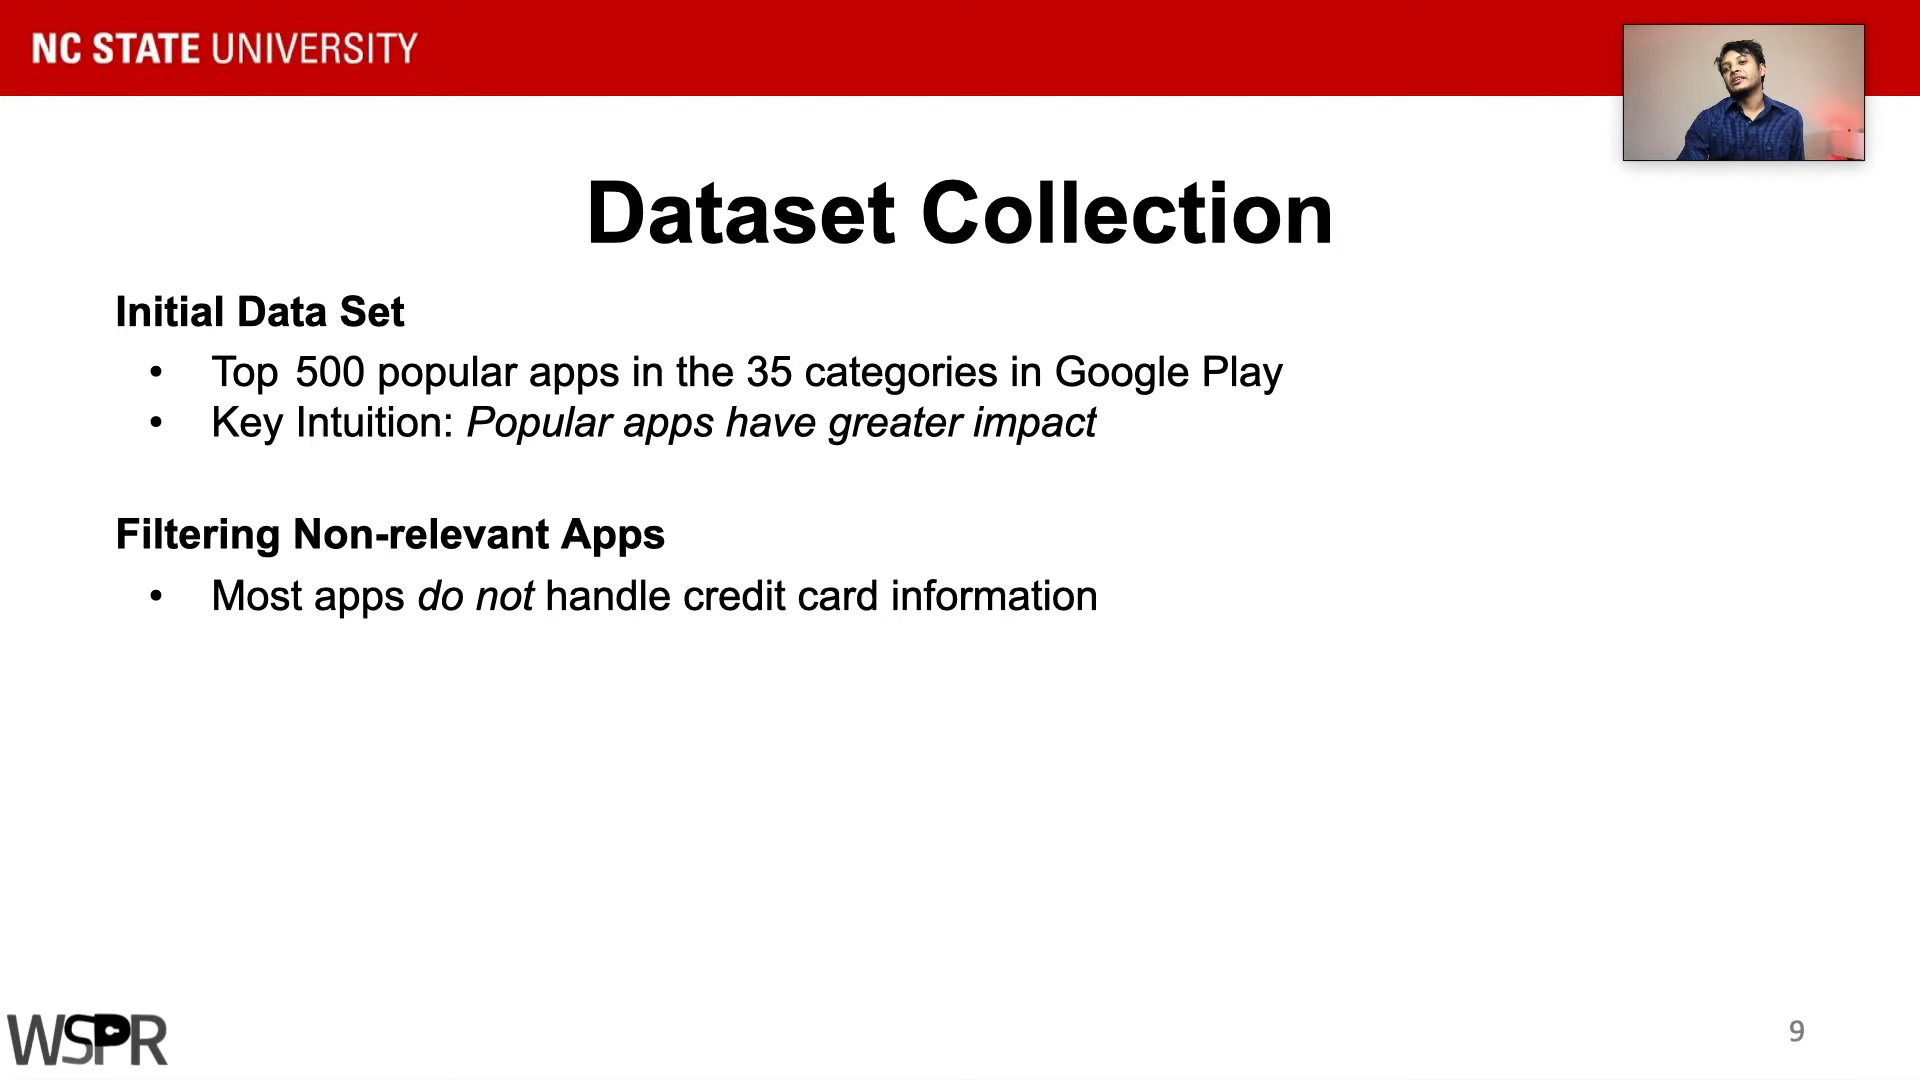 NC STATE UNIVERSITY
Dataset Collection
Initial Data Set
• Top 500 popular apps in the 35 categories in Google Play
• Key Intuition: Popular apps have greater impact
Filtering Non-relevant Apps
• Most apps do not handle credit card information
WSPR
9